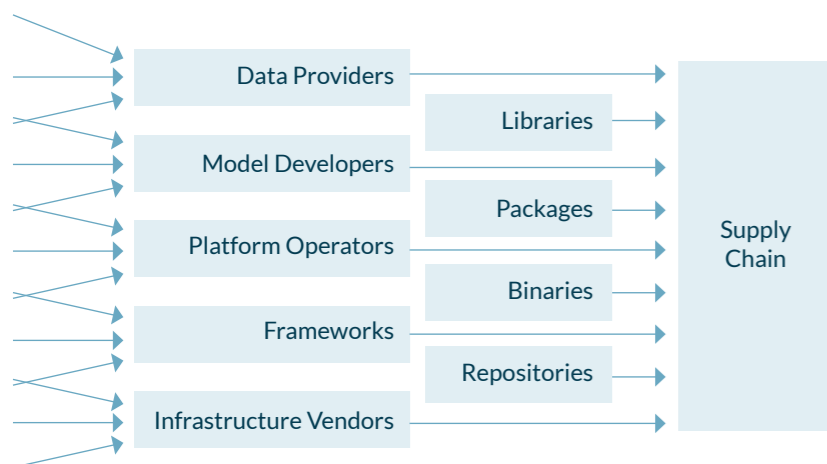 Data Providers
Libraries
Model Developers
Packages
Platform Operators
Binaries
Frameworks
Repositories
Infrastructure Vendors
Supply
Chain